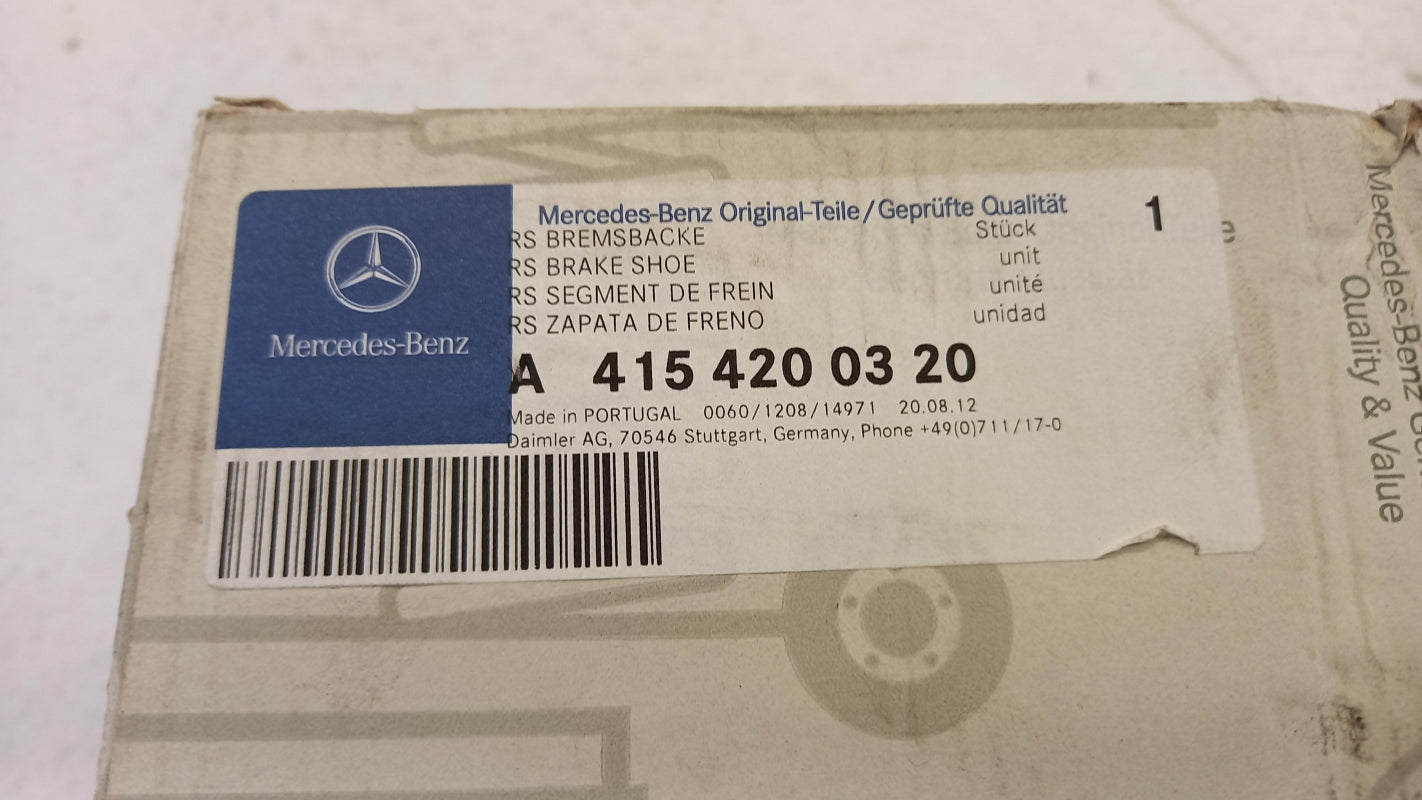 Mercedes-Benz
Mercedes-Benz Original-Teile/Geprüfte Qualität
1
RS BREMSBACKE Stück
RS BRAKE SHOE unit
RS SEGMENT DE FREIN unité
RS ZAPATA DE FRENO unidad
A 415 420 03 20
Made in PORTUGAL 0060/1208/14971 20.08.12
Daimler AG, 70546 Stuttgart, Germany, Phone +49(0)711/17-0
Mercedes-Benz
Quality & Value